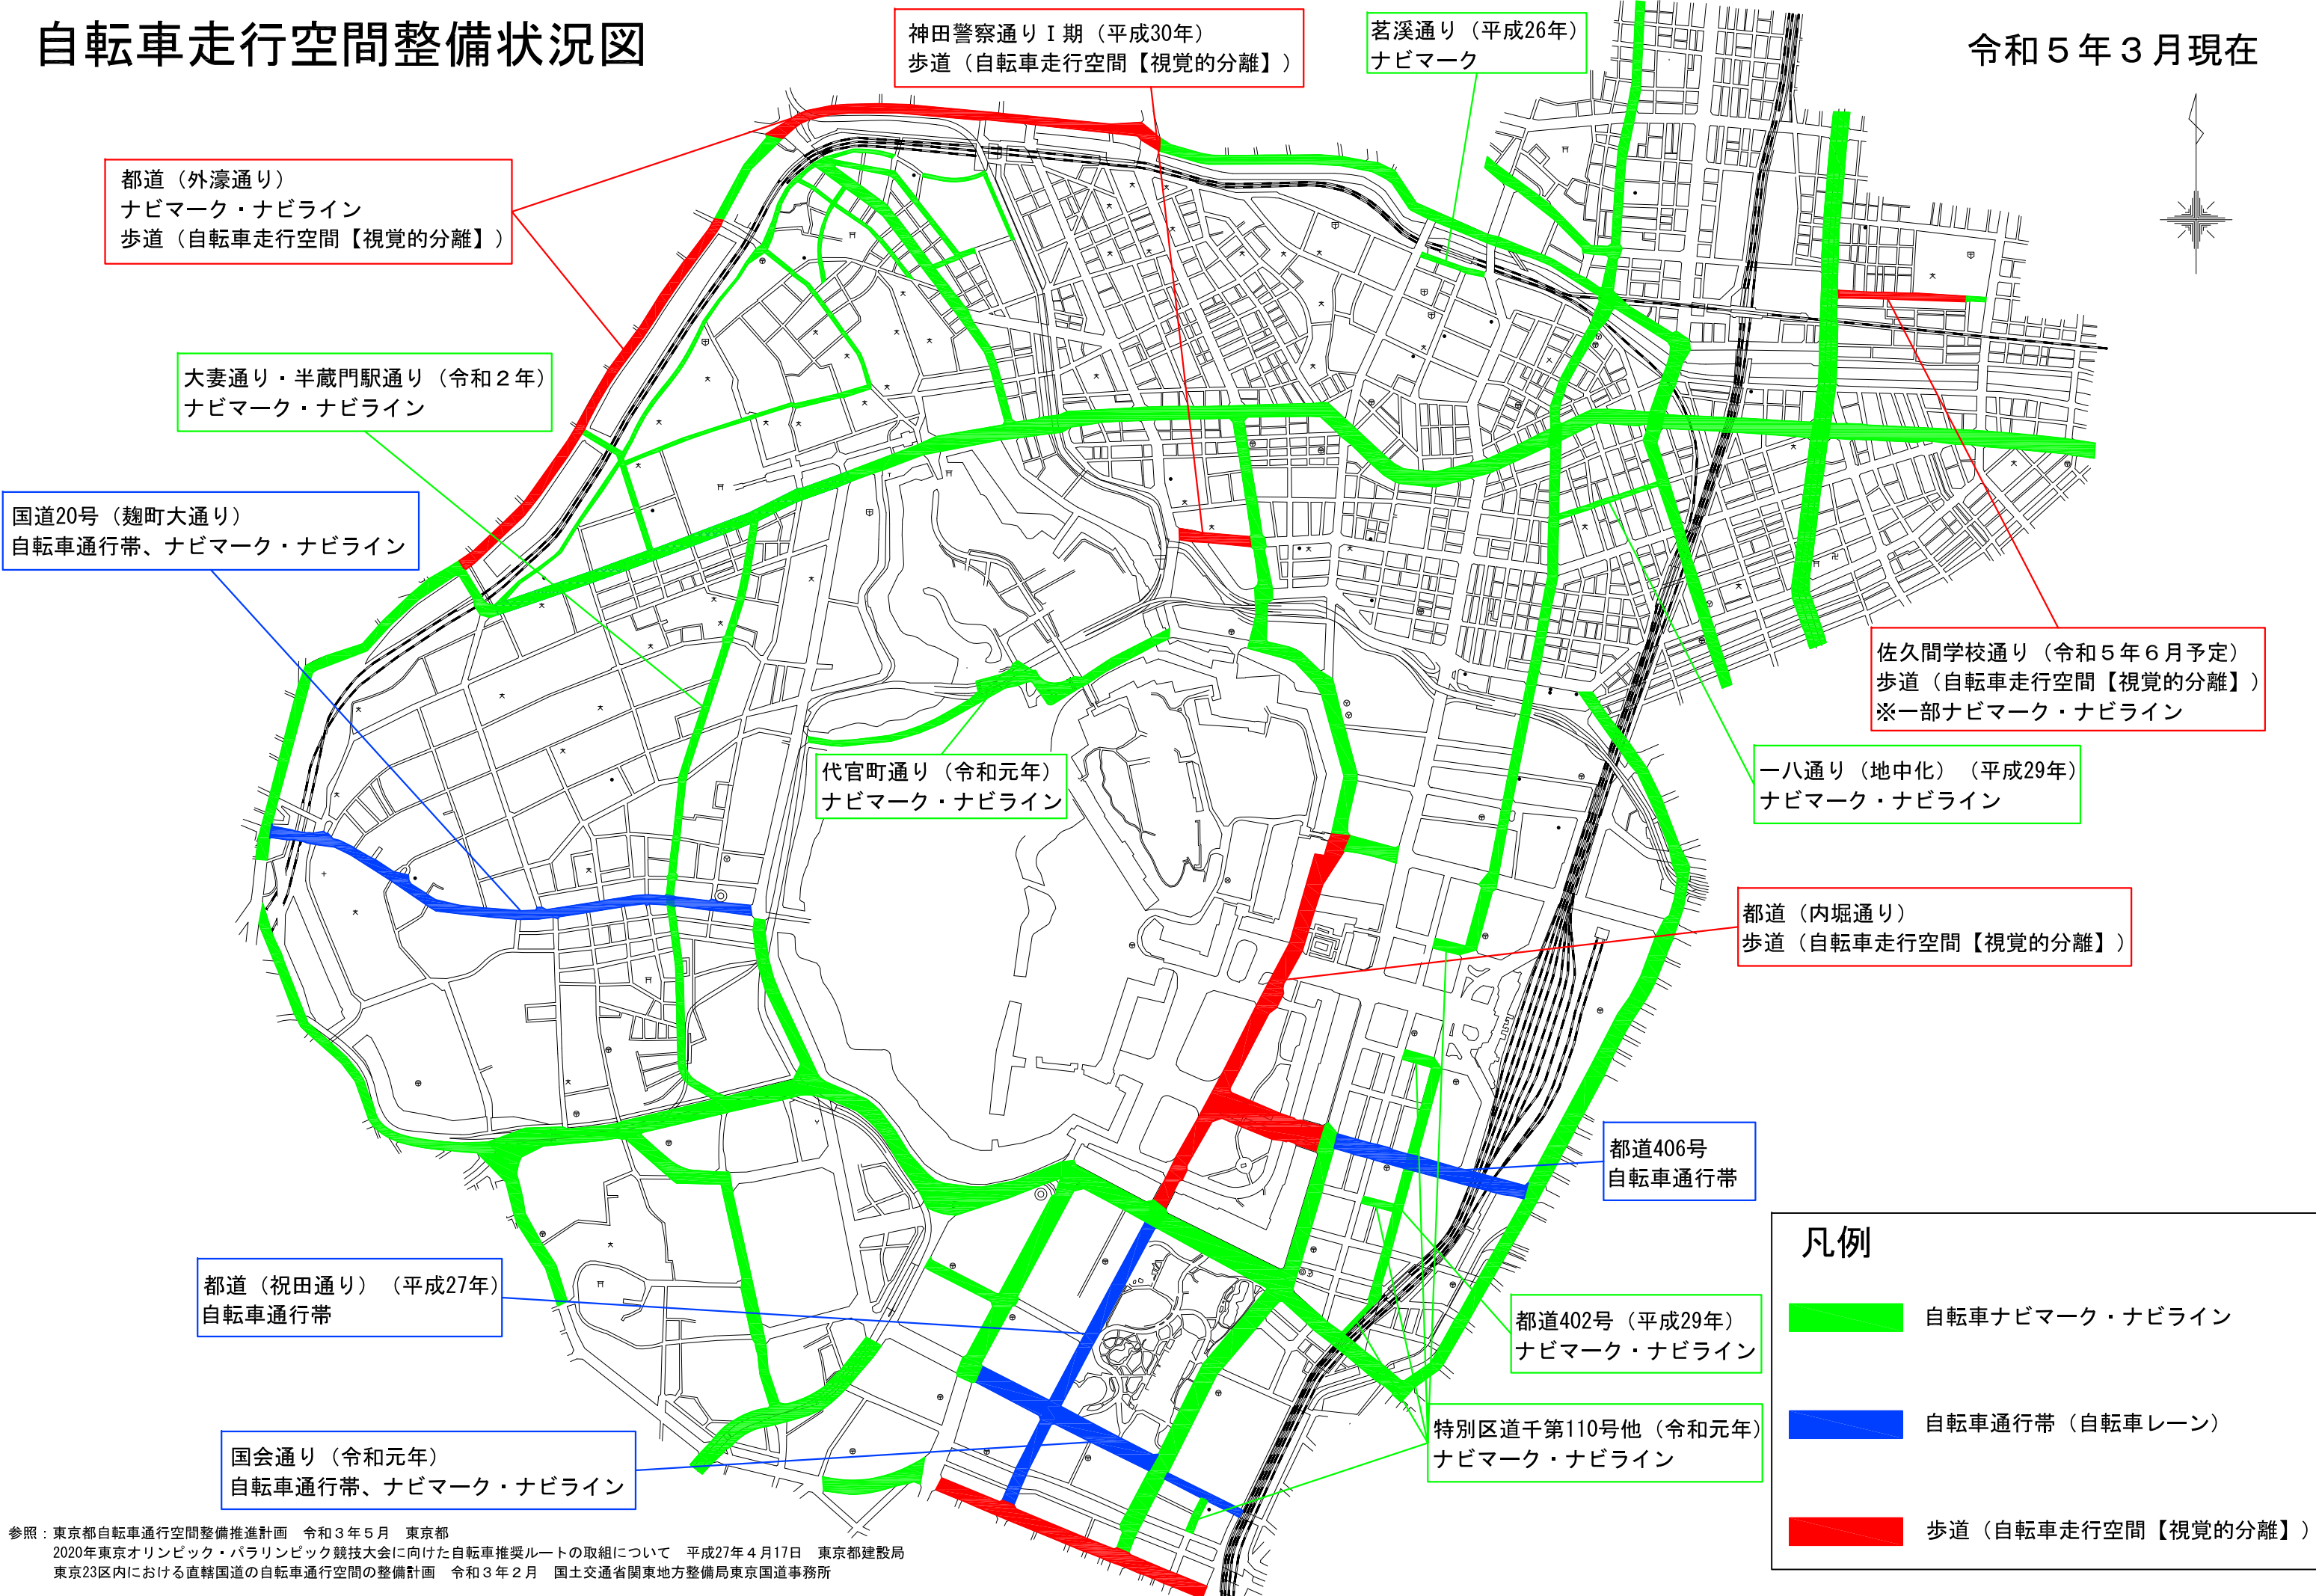 自転車走行空間整備状況図
令和５年３月現在
神田警察通りⅠ期（平成30年）
歩道（自転車走行空間【視覚的分離】）
茗溪通り（平成26年）
ナビマーク
都道（外濠通り）
ナビマーク・ナビライン
歩道（自転車走行空間【視覚的分離】）
大妻通り・半蔵門駅通り（令和２年）
ナビマーク・ナビライン
国道20号（麹町大通り）
自転車通行帯、ナビマーク・ナビライン
佐久間学校通り（令和５年６月予定）
歩道（自転車走行空間【視覚的分離】）
※一部ナビマーク・ナビライン
代官町通り（令和元年）
ナビマーク・ナビライン
一八通り（地中化）（平成29年）
ナビマーク・ナビライン
都道（内堀通り）
歩道（自転車走行空間【視覚的分離】）
都道406号
自転車通行帯
都道（祝田通り）（平成27年）
自転車通行帯
都道402号（平成29年）
ナビマーク・ナビライン
国会通り（令和元年）
自転車通行帯、ナビマーク・ナビライン
特別区道千第110号他（令和元年）
ナビマーク・ナビライン
凡例
自転車ナビマーク・ナビライン
自転車通行帯（自転車レーン）
歩道（自転車走行空間【視覚的分離】）
参照：東京都自転車通行空間整備推進計画　令和３年５月　東京都
2020年東京オリンピック・パラリンピック競技大会に向けた自転車推奨ルートの取組について　平成27年４月17日　東京都建設局
東京23区内における直轄国道の自転車通行空間の整備計画　令和３年２月　国土交通省関東地方整備局東京国道事務所